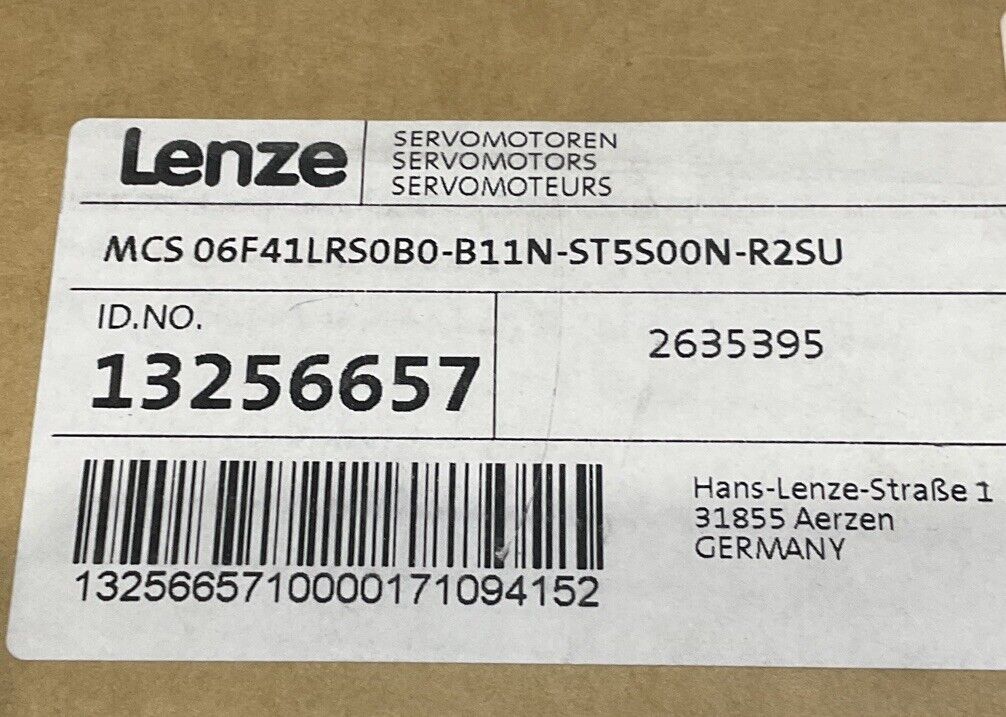 Lenze
SERVOMOTOREN
SERVOMOTORS
SERVOMOTEURS
MCS 06F41LRS0B0-B11N-ST5S00N-R2SU
ID.NO.
13256657
2635395
1325665710000171094152
Hans-Lenze-Straße 1
31855 Aerzen
GERMANY